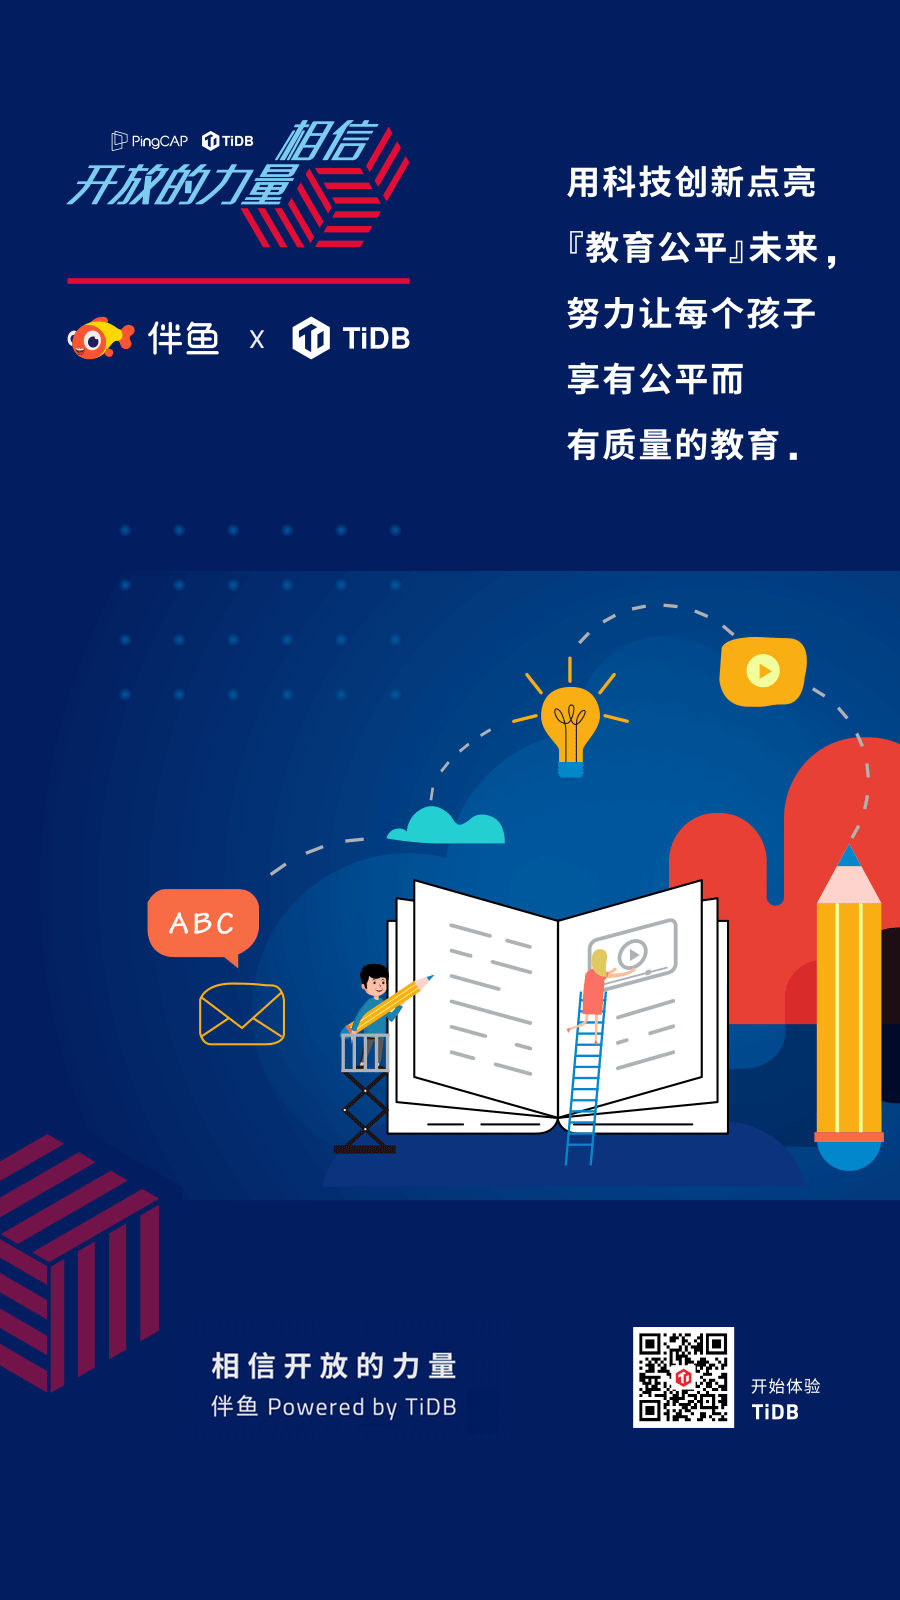 PingCAP TiDB
相信
开放的力量
伴鱼 x TiDB
用科技创新点亮
『教育公平』未来，
努力让每个孩子
享有公平而
有质量的教育．
ABC
相信开放的力量
伴鱼 Powered by TiDB
开始体验
TiDB